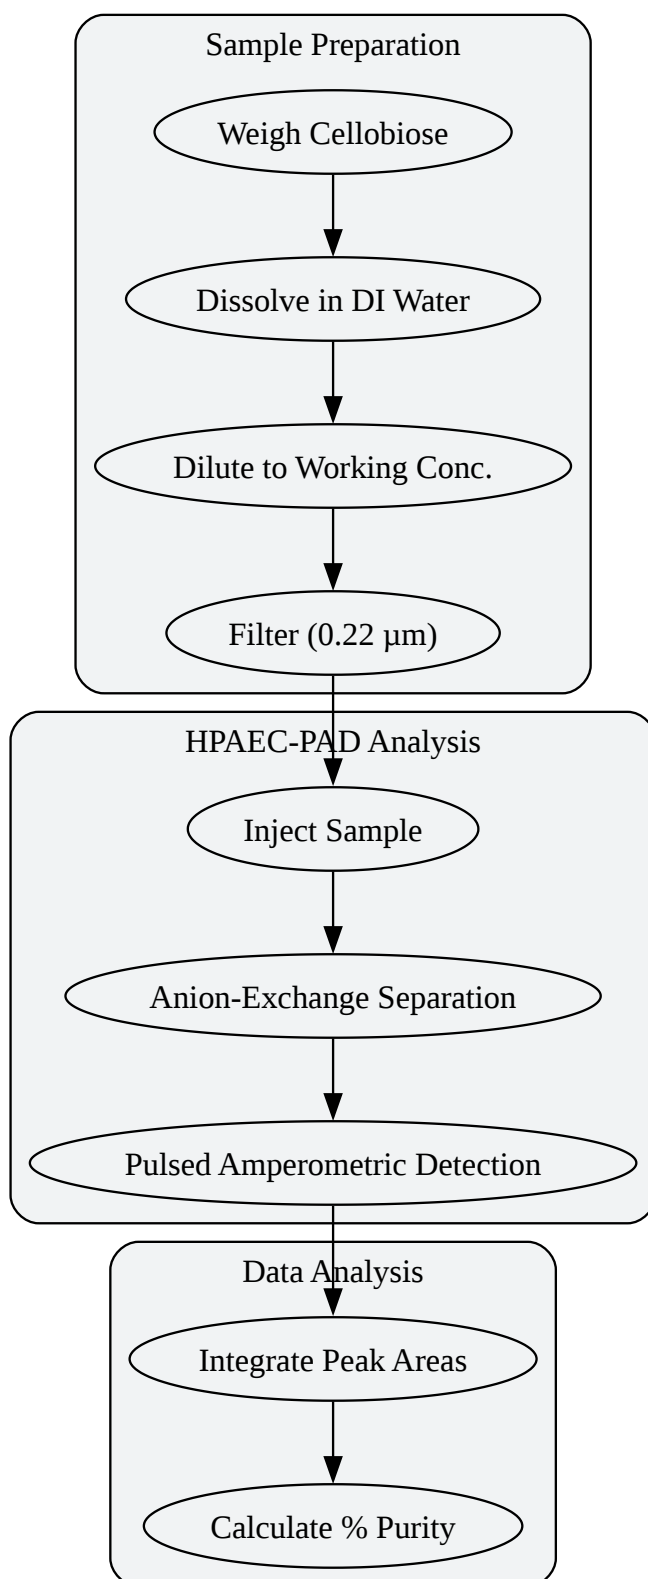 Sample Preparation
Weigh Cellobiose
Dissolve in DI Water
Dilute to Working Conc.
Filter (0.22 µm)
HPAEC-PAD Analysis
Inject Sample
Anion-Exchange Separation
Pulsed Amperometric Detection
Data Analysis
Integrate Peak Areas
Calculate % Purity